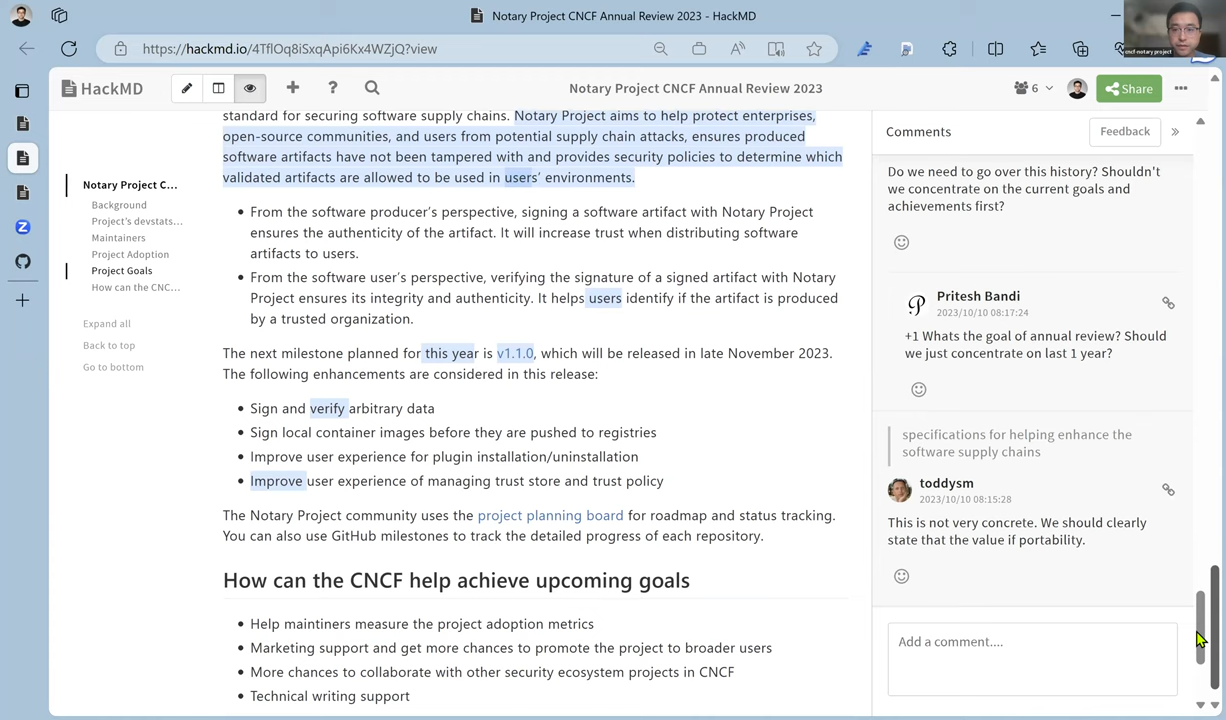 Notary Project CNCF Annual Review 2023 - HackMD
https://hackmd.io/4TflOq8iSxqApi6Kx4WZjQ?view
cncf-notary project
HackMD
Notary Project CNCF Annual Review 2023
6
Share
Notary Project C...
Background
Project's devstats...
Maintainers
Project Adoption
Project Goals
How can the CNC...
Expand all
Back to top
Go to bottom
standard for securing software supply chains. Notary Project aims to help protect enterprises,
open-source communities, and users from potential supply chain attacks, ensures produced
software artifacts have not been tampered with and provides security policies to determine which
validated artifacts are allowed to be used in users’ environments.
• From the software producer’s perspective, signing a software artifact with Notary Project
ensures the authenticity of the artifact. It will increase trust when distributing software
artifacts to users.
• From the software user’s perspective, verifying the signature of a signed artifact with Notary
Project ensures its integrity and authenticity. It helps users identify if the artifact is produced
by a trusted organization.
The next milestone planned for this year is v1.1.0, which will be released in late November 2023.
The following enhancements are considered in this release:
• Sign and verify arbitrary data
• Sign local container images before they are pushed to registries
• Improve user experience for plugin installation/uninstallation
• Improve user experience of managing trust store and trust policy
The Notary Project community uses the project planning board for roadmap and status tracking.
You can also use GitHub milestones to track the detailed progress of each repository.
How can the CNCF help achieve upcoming goals
• Help maintiners measure the project adoption metrics
• Marketing support and get more chances to promote the project to broader users
• More chances to collaborate with other security ecosystem projects in CNCF
• Technical writing support
Comments
Feedback
Do we need to go over this history? Shouldn't
we concentrate on the current goals and
achievements first?
Pritesh Bandi
2023/10/10 08:17:24
+1 Whats the goal of annual review? Should
we just concentrate on last 1 year?
specifications for helping enhance the
software supply chains
toddysm
2023/10/10 08:15:28
This is not very concrete. We should clearly
state that the value if portability.
Add a comment....